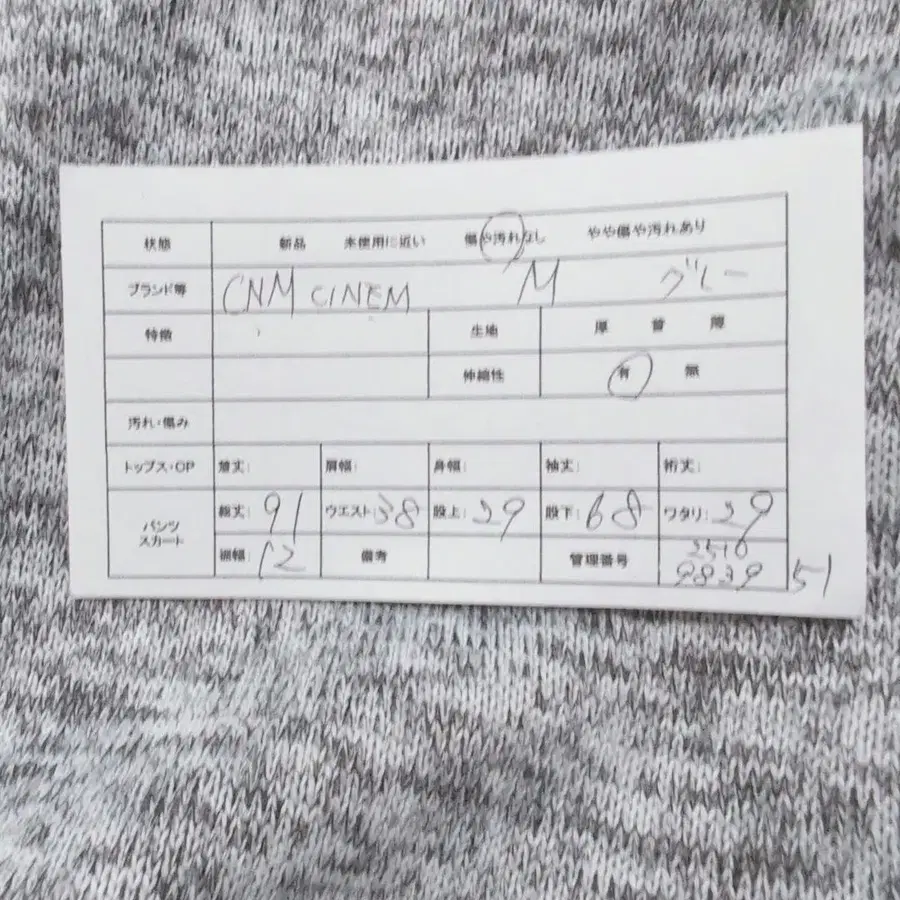 状態 新品 未使用に近い 傷や汚れなし やや傷や汚れあり
ブランド等 CNM CINEM M グレー
特徴 生地 厚 普 薄
伸縮性 有 無
汚れ・傷み
トップス・OP 着丈: 肩幅: 身幅: 袖丈: 裄丈:
パンツ スカート
総丈: 91 ウエスト: 38 股上: 29 股下: 68 ワタリ: 29
裾幅: 12 備考 管理番号 2510
9839 51